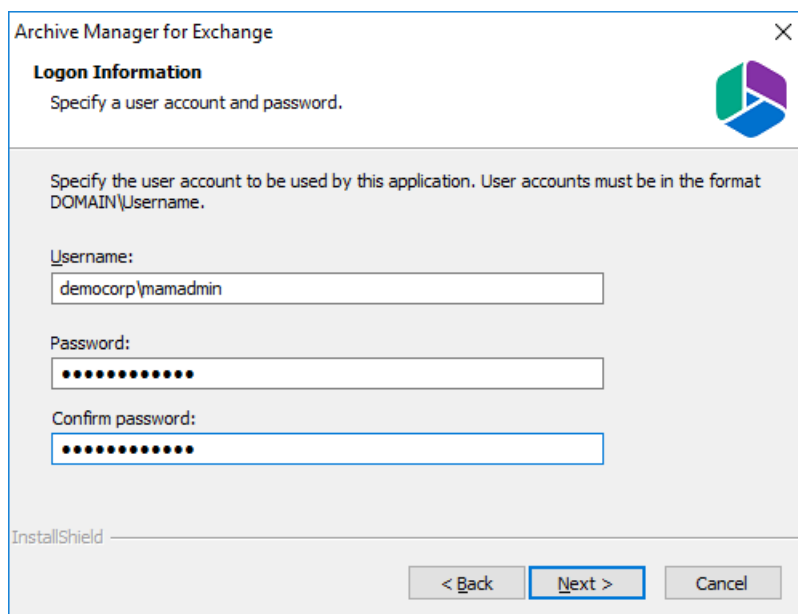 Archive Manager for Exchange
Logon Information
Specify a user account and password.
Specify the user account to be used by this application. User accounts must be in the format
DOMAIN\Username.
Username:
democorp\mamadmin
Password:
●●●●●●●●●●●●
Confirm password:
●●●●●●●●●●●●
InstallShield
< Back
Next >
Cancel